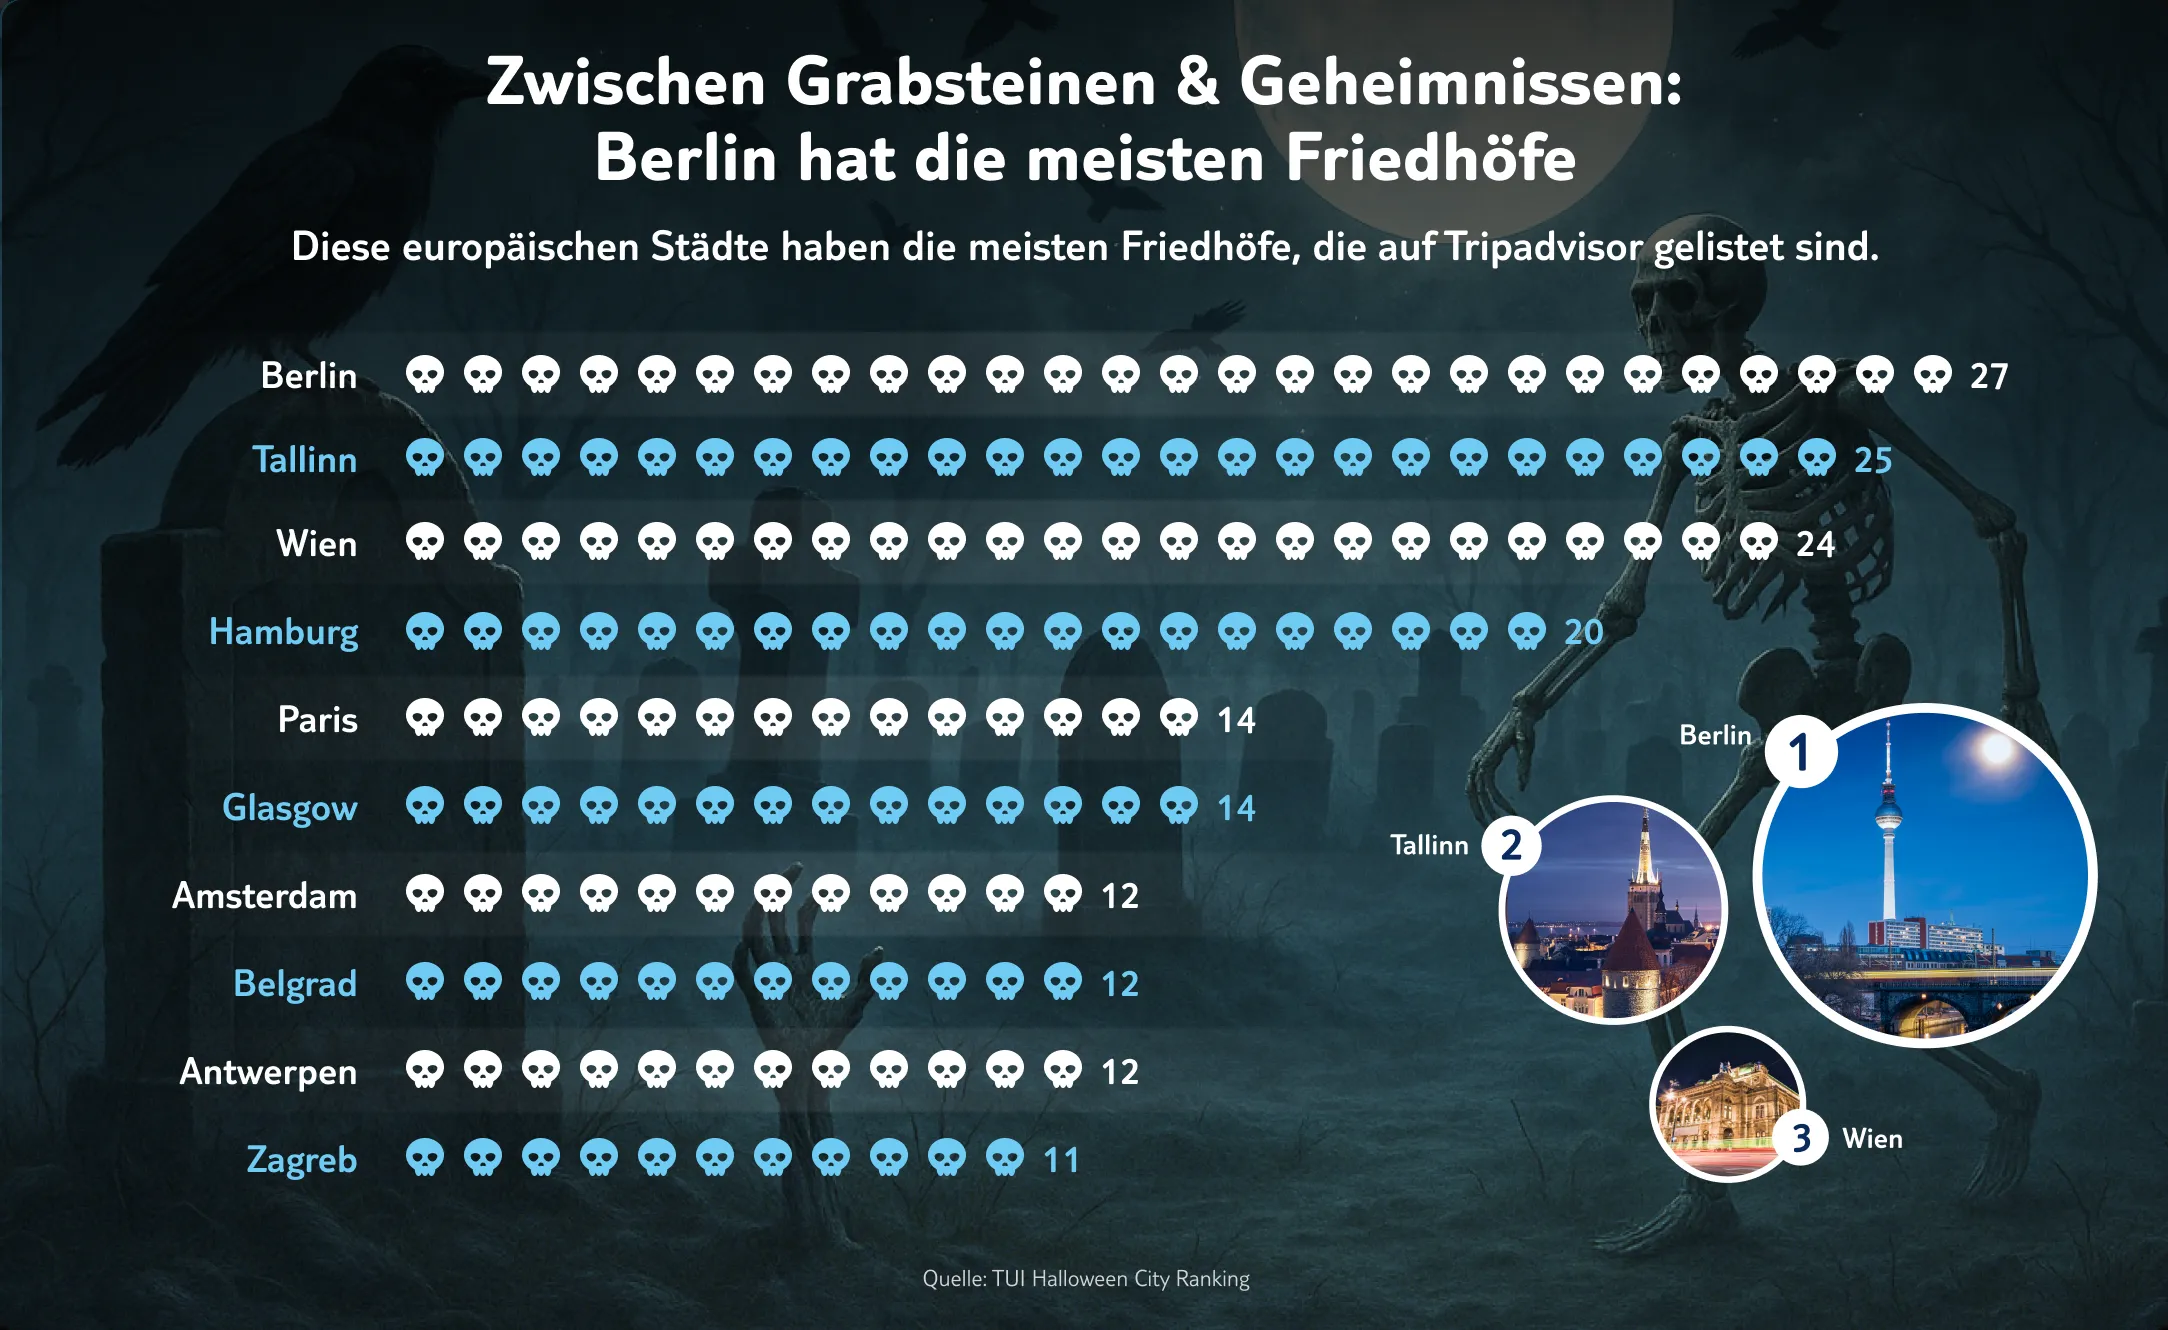 Zwischen Grabsteinen & Geheimnissen:
Berlin hat die meisten Friedhöfe
Diese europäischen Städte haben die meisten Friedhöfe, die auf Tripadvisor gelistet sind.
Berlin 27
Tallinn 25
Wien 24
Hamburg 20
Paris 14
Glasgow 14
Amsterdam 12
Belgrad 12
Antwerpen 12
Zagreb 11
Berlin 1
Tallinn 2
3 Wien
Quelle: TUI Halloween City Ranking